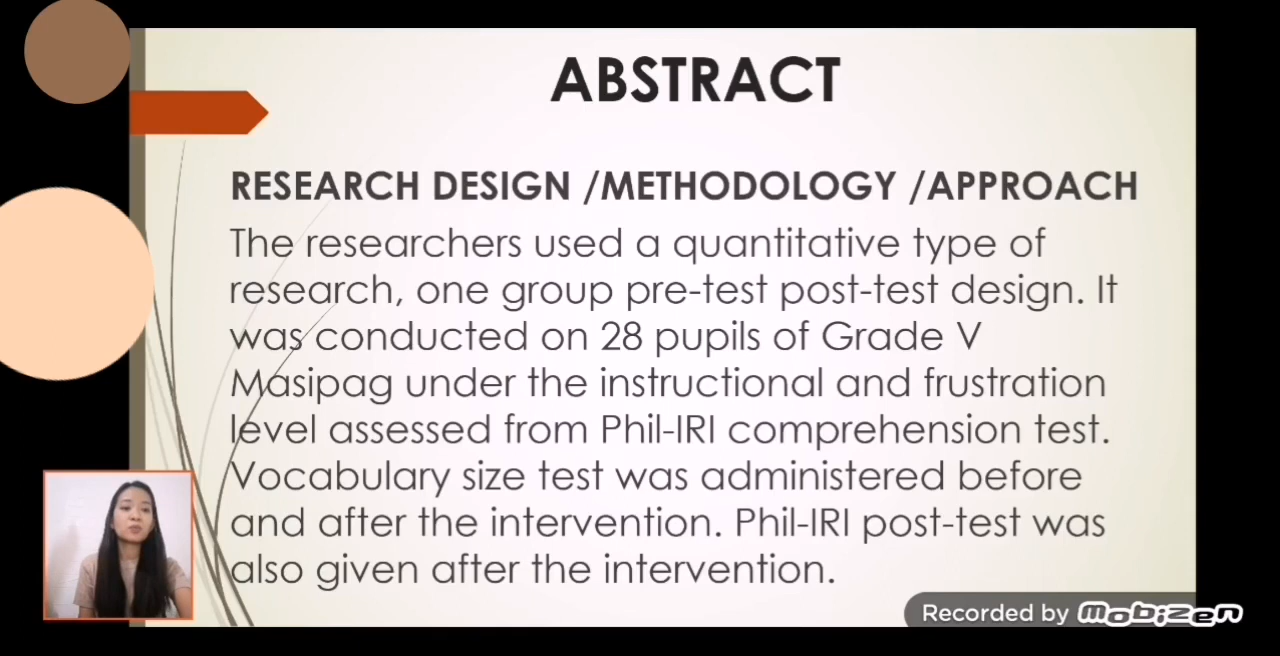 ABSTRACT
RESEARCH DESIGN /METHODOLOGY /APPROACH
The researchers used a quantitative type of
research, one group pre-test post-test design. It
was conducted on 28 pupils of Grade V
Masipag under the instructional and frustration
level assessed from Phil-IRI comprehension test.
Vocabulary size test was administered before
and after the intervention. Phil-IRI post-test was
also given after the intervention.
Recorded by Mobizen